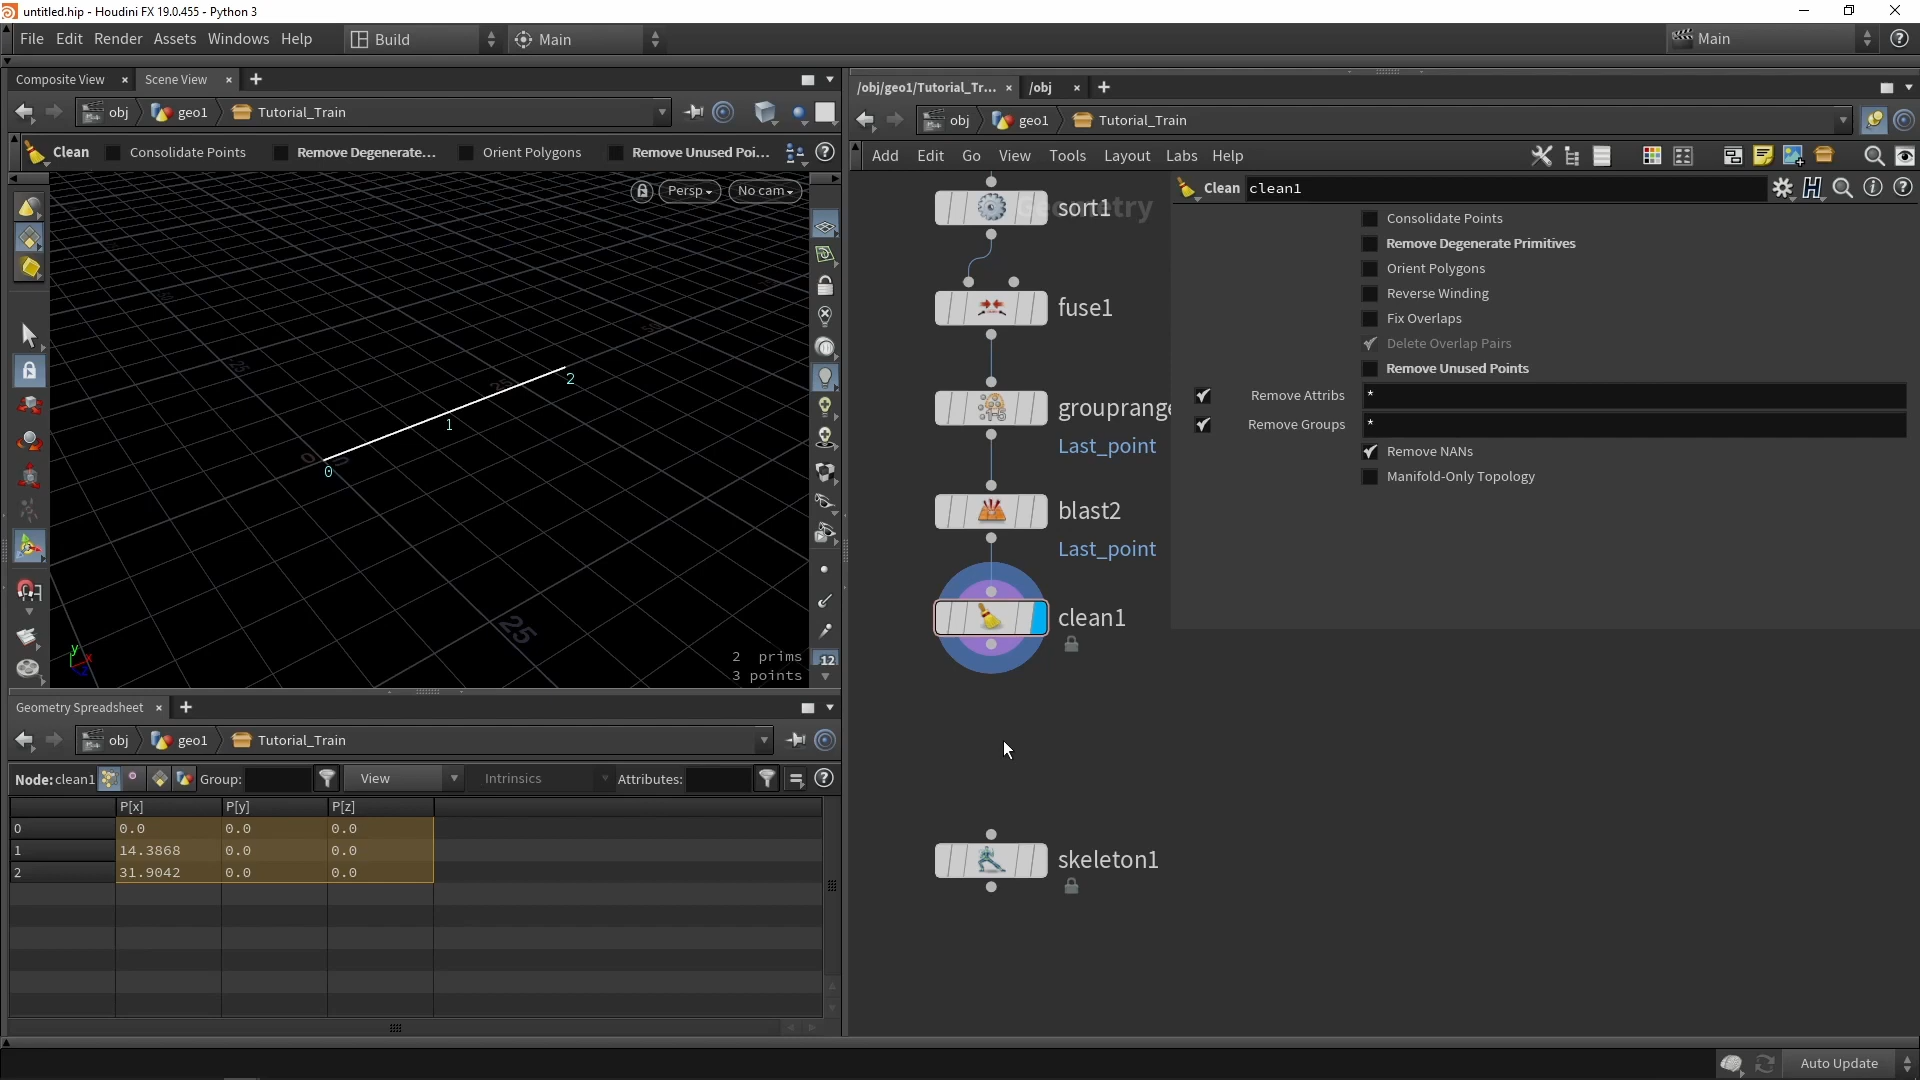 untitled.hip - Houdini FX 19.0.455 - Python 3
File Edit Render Assets Windows Help Build Main Main
Composite View × Scene View × +
obj geo1 Tutorial_Train
Clean Consolidate Points Remove Degenerate... Orient Polygons Remove Unused Poi...
Persp No cam
0
1
2
25
2 prims
3 points
12
Geometry Spreadsheet × +
obj geo1 Tutorial_Train
Node: clean1 Group: View Intrinsics Attributes:
P[x] P[y] P[z]
0 0.0 0.0 0.0
1 14.3868 0.0 0.0
2 31.9042 0.0 0.0
/obj/geo1/Tutorial_Tr... × /obj × +
obj geo1 Tutorial_Train
Add Edit Go View Tools Layout Labs Help
Geometry
sort1
fuse1
grouprange
Last_point
blast2
Last_point
clean1
skeleton1
Clean clean1
Consolidate Points
Remove Degenerate Primitives
Orient Polygons
Reverse Winding
Fix Overlaps
Delete Overlap Pairs
Remove Unused Points
Remove Attribs *
Remove Groups *
Remove NANs
Manifold-Only Topology
Auto Update